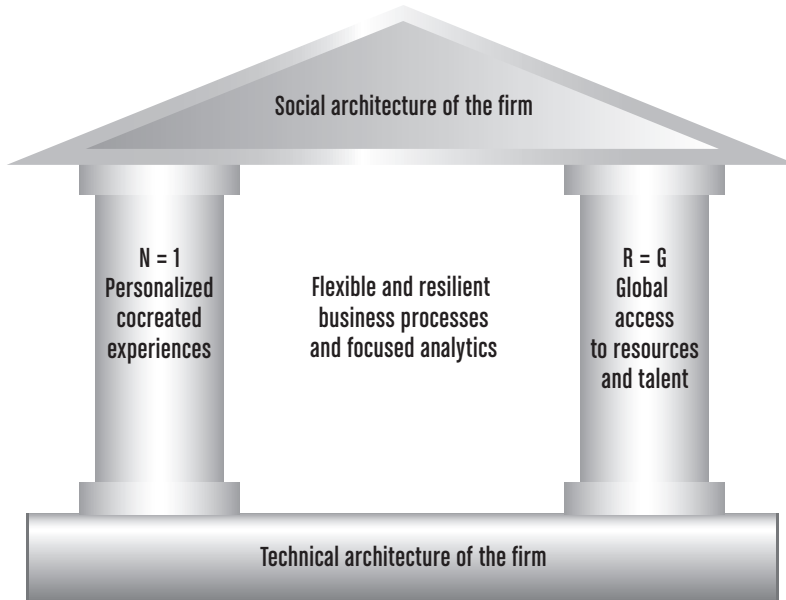 Social architecture of the firm
N = 1
Personalized
cocreated
experiences
Flexible and resilient
business processes
and focused analytics
R = G
Global
access
to resources
and talent
Technical architecture of the firm